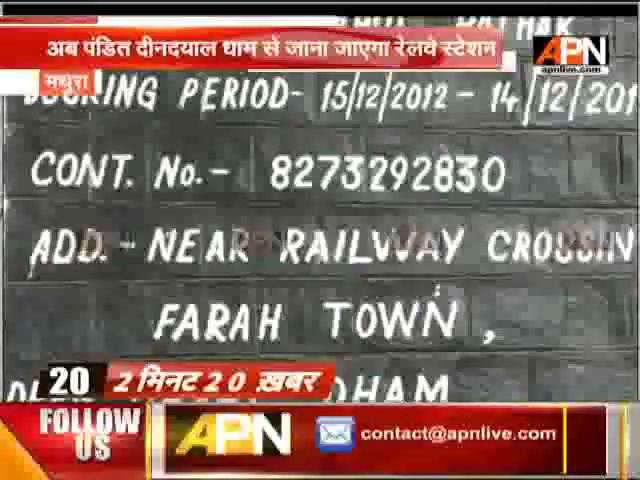 अब पंडित दीनदयाल धाम से जाना जाएगा रेलवे स्टेशन
APN
apnlive.com
मथुरा
BOOKING PERIOD- 15/12/2012 - 14/12/201
CONT. No.- 8273292830
ADD.- NEAR RAILWAY CROSSIN
FARAH TOWN,
DHAM
20 2 मिनट 20 ख़बर
FOLLOW US
APN contact@apnlive.com